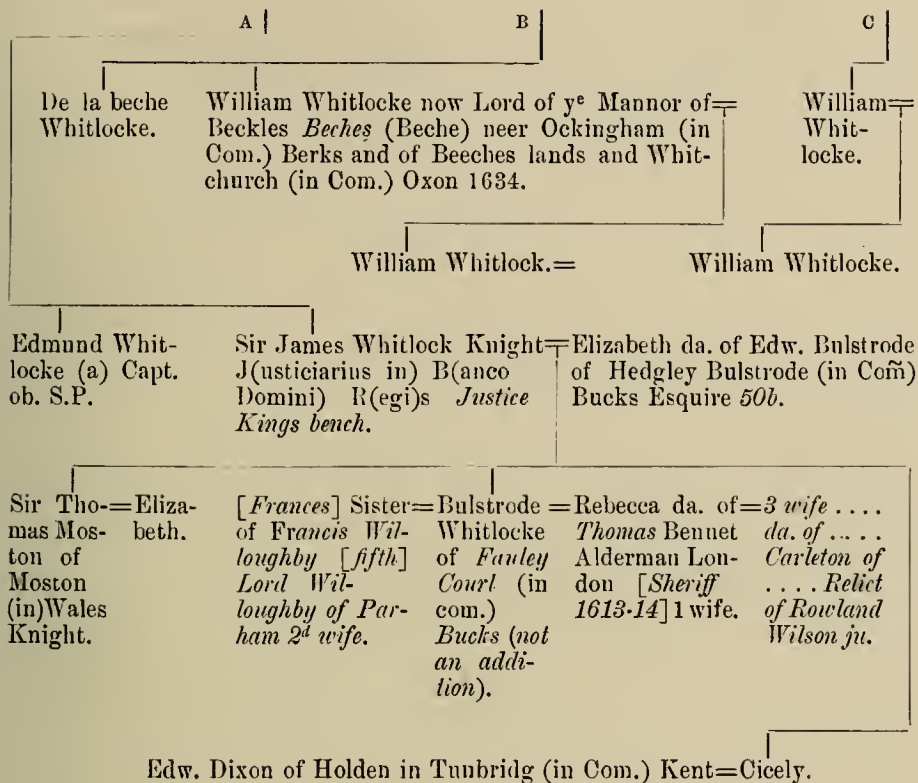 A B C
De la beche
Whitlocke.
William Whitlocke now Lord of yᵉ Mannor of=
Beckles Beches (Beche) neer Ockingham (in
Com.) Berks and of Beeches lands and Whit-
church (in Com.) Oxon 1634.
William=
Whit-
locke.
William Whitlock.=
William Whitlocke.
Edmund Whit-
locke (a) Capt.
ob. S.P.
Sir James Whitlock Knight=
J(usticiarius in) B(anco
Domini) R(egi)s Justice
Kings bench.
Elizabeth da. of Edw. Bulstrode
of Hedgley Bulstrode (in Com̃)
Bucks Esquire 50b.
Sir Tho-=
mas Mos-
ton of
Moston
(in)Wales
Knight.
Eliza-
beth.
[Frances] Sister=
of Francis Wil-
loughby [fifth]
Lord Wil-
loughby of Par-
ham 2ᵈ wife.
Bulstrode =
Whitlocke
of Fauley
Court (in
com.)
Bucks (not
an addi-
tion).
Rebecca da. of=
Thomas Bennet
Alderman Lon-
don [Sheriff
1613-14] 1 wife.
3 wife ....
da. of .....
Carleton of
.... Relict
of Rowland
Wilson ju.
Edw. Dixon of Holden in Tunbridg (in Com.) Kent=Cicely.